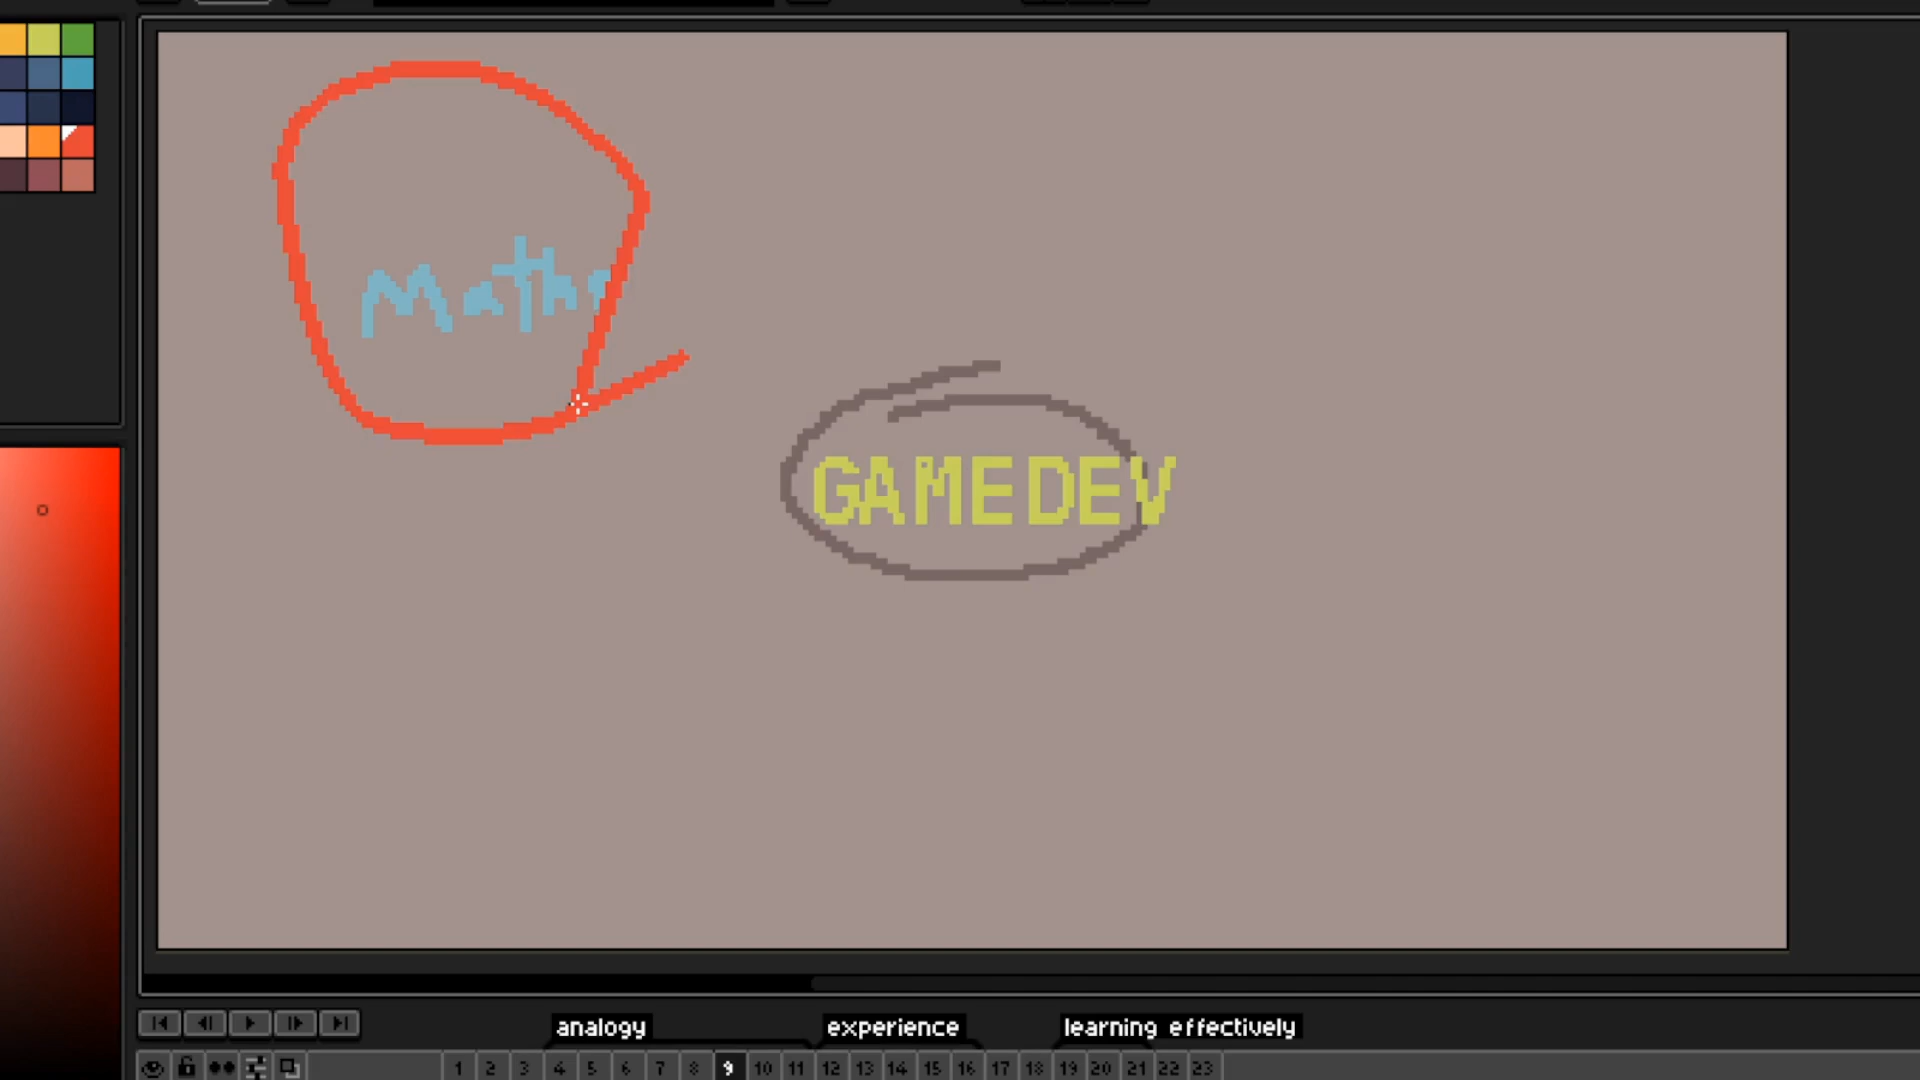 Maths
GAMEDEV
analogy experience learning effectively
1 2 3 4 5 6 7 8 9 10 11 12 13 14 15 16 17 18 19 20 21 22 23